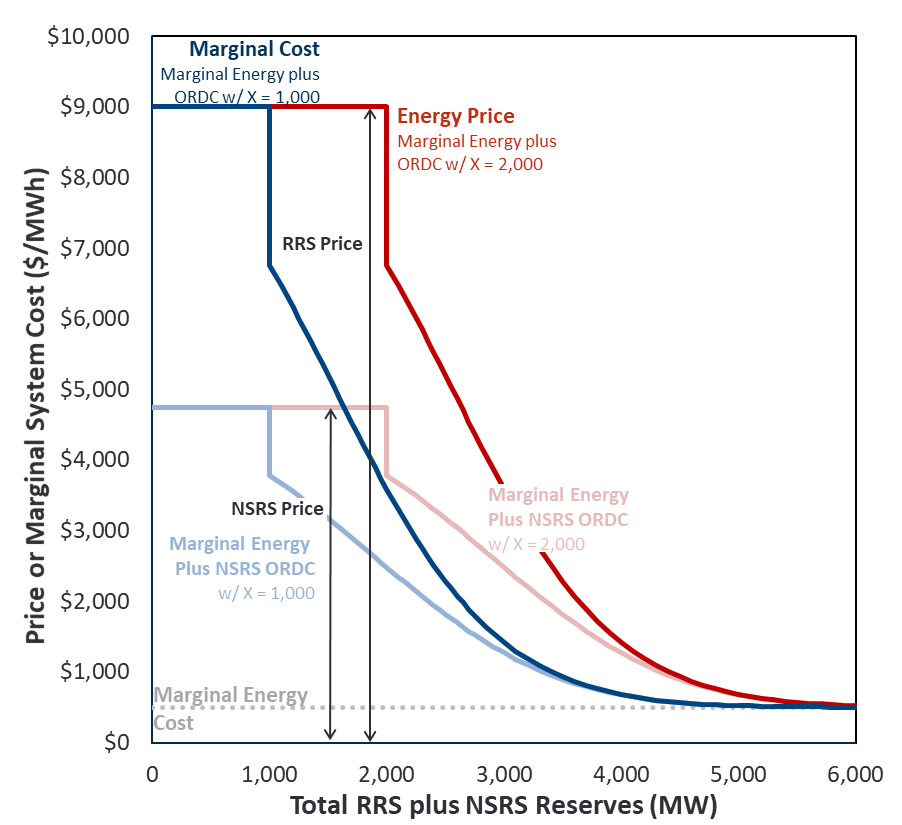 $10,000
$9,000
$8,000
$7,000
$6,000
$5,000
$4,000
$3,000
$2,000
$1,000
$0
Price or Marginal System Cost ($/MWh)
Marginal Cost
Marginal Energy plus
ORDC w/ X = 1,000
Energy Price
Marginal Energy plus
ORDC w/ X = 2,000
RRS Price
NSRS Price
Marginal Energy
Plus NSRS ORDC
w/ X = 2,000
Marginal Energy
Plus NSRS ORDC
w/ X = 1,000
Marginal Energy
Cost
0
1,000
2,000
3,000
4,000
5,000
6,000
Total RRS plus NSRS Reserves (MW)